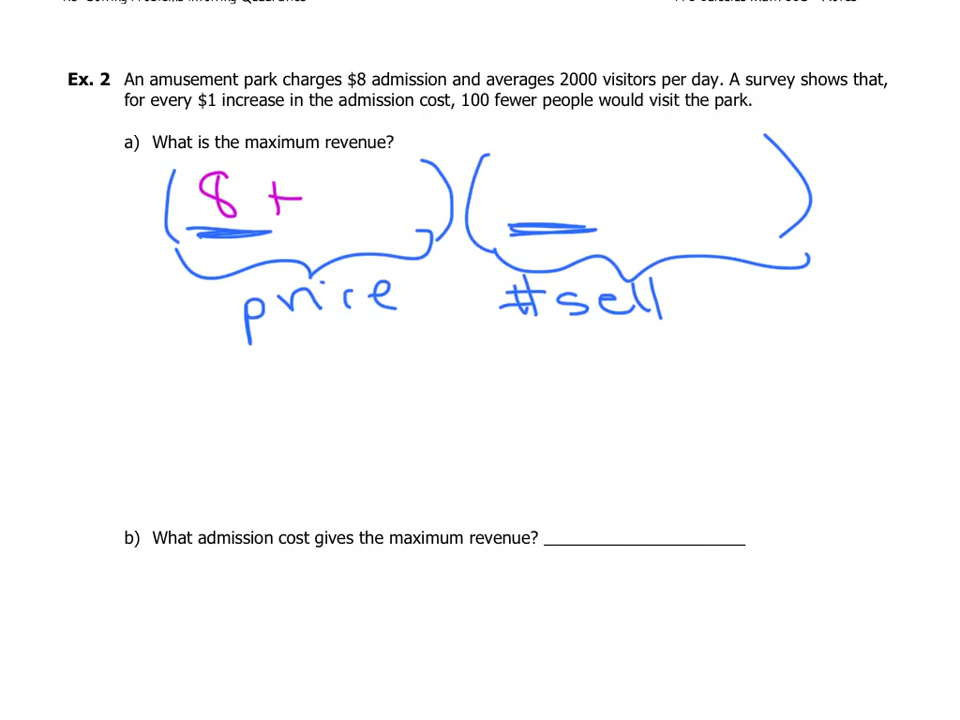 Ex. 2 An amusement park charges $8 admission and averages 2000 visitors per day. A survey shows that,
for every $1 increase in the admission cost, 100 fewer people would visit the park.
a) What is the maximum revenue?
( 8 + )( )
price #sell
b) What admission cost gives the maximum revenue?